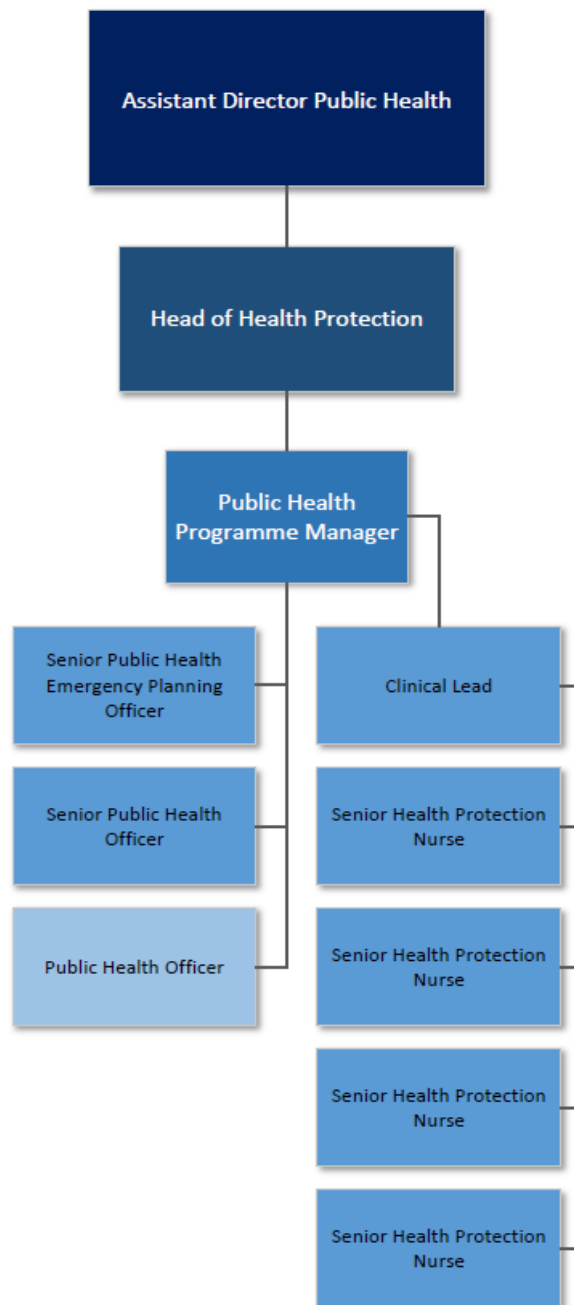 Assistant Director Public Health
Head of Health Protection
Public Health
Programme Manager
Senior Public Health
Emergency Planning
Officer
Clinical Lead
Senior Public Health
Officer
Senior Health Protection
Nurse
Public Health Officer
Senior Health Protection
Nurse
Senior Health Protection
Nurse
Senior Health Protection
Nurse